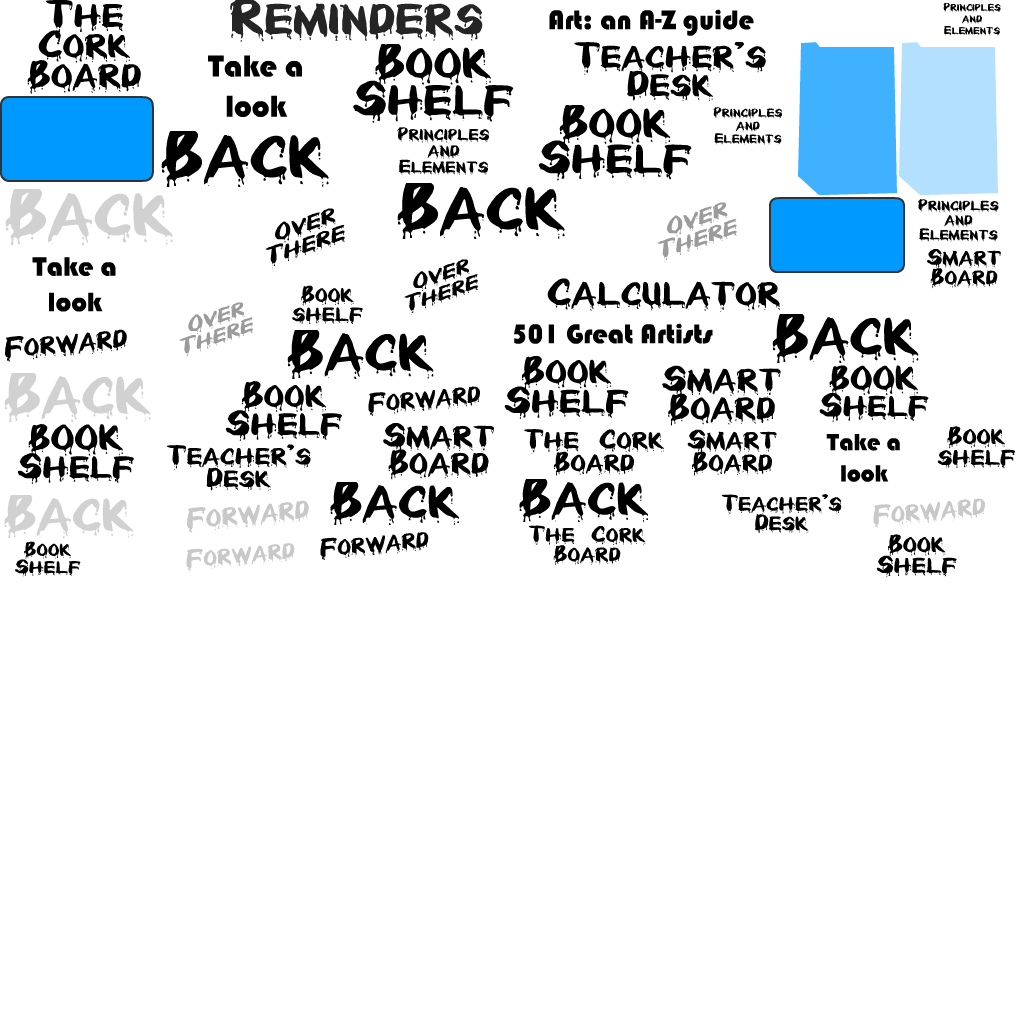 The
Cork
Board
Reminders
Art: an A-Z guide
Principles
and
Elements
Take a
look
Book
Shelf
Teacher's
Desk
Back
Principles
and
Elements
Book
Shelf
Principles
and
Elements
Back
OVER
THERE
Back
OVER
THERE
Principles
and
Elements
Smart
Board
Take a
look
OVER
THERE
Book
Shelf
OVER
THERE
Calculator
Forward
Back
501 Great Artists
Back
Back
Book
Shelf
Forward
Book
Shelf
Smart
Board
Book
Shelf
Book
Shelf
Teacher's
Desk
Smart
Board
The Cork
Board
Smart
Board
Take a
look
Book
Shelf
Back
Forward
Back
Back
Teacher's
Desk
Forward
Book
Shelf
Forward
Forward
The Cork
Board
Book
Shelf